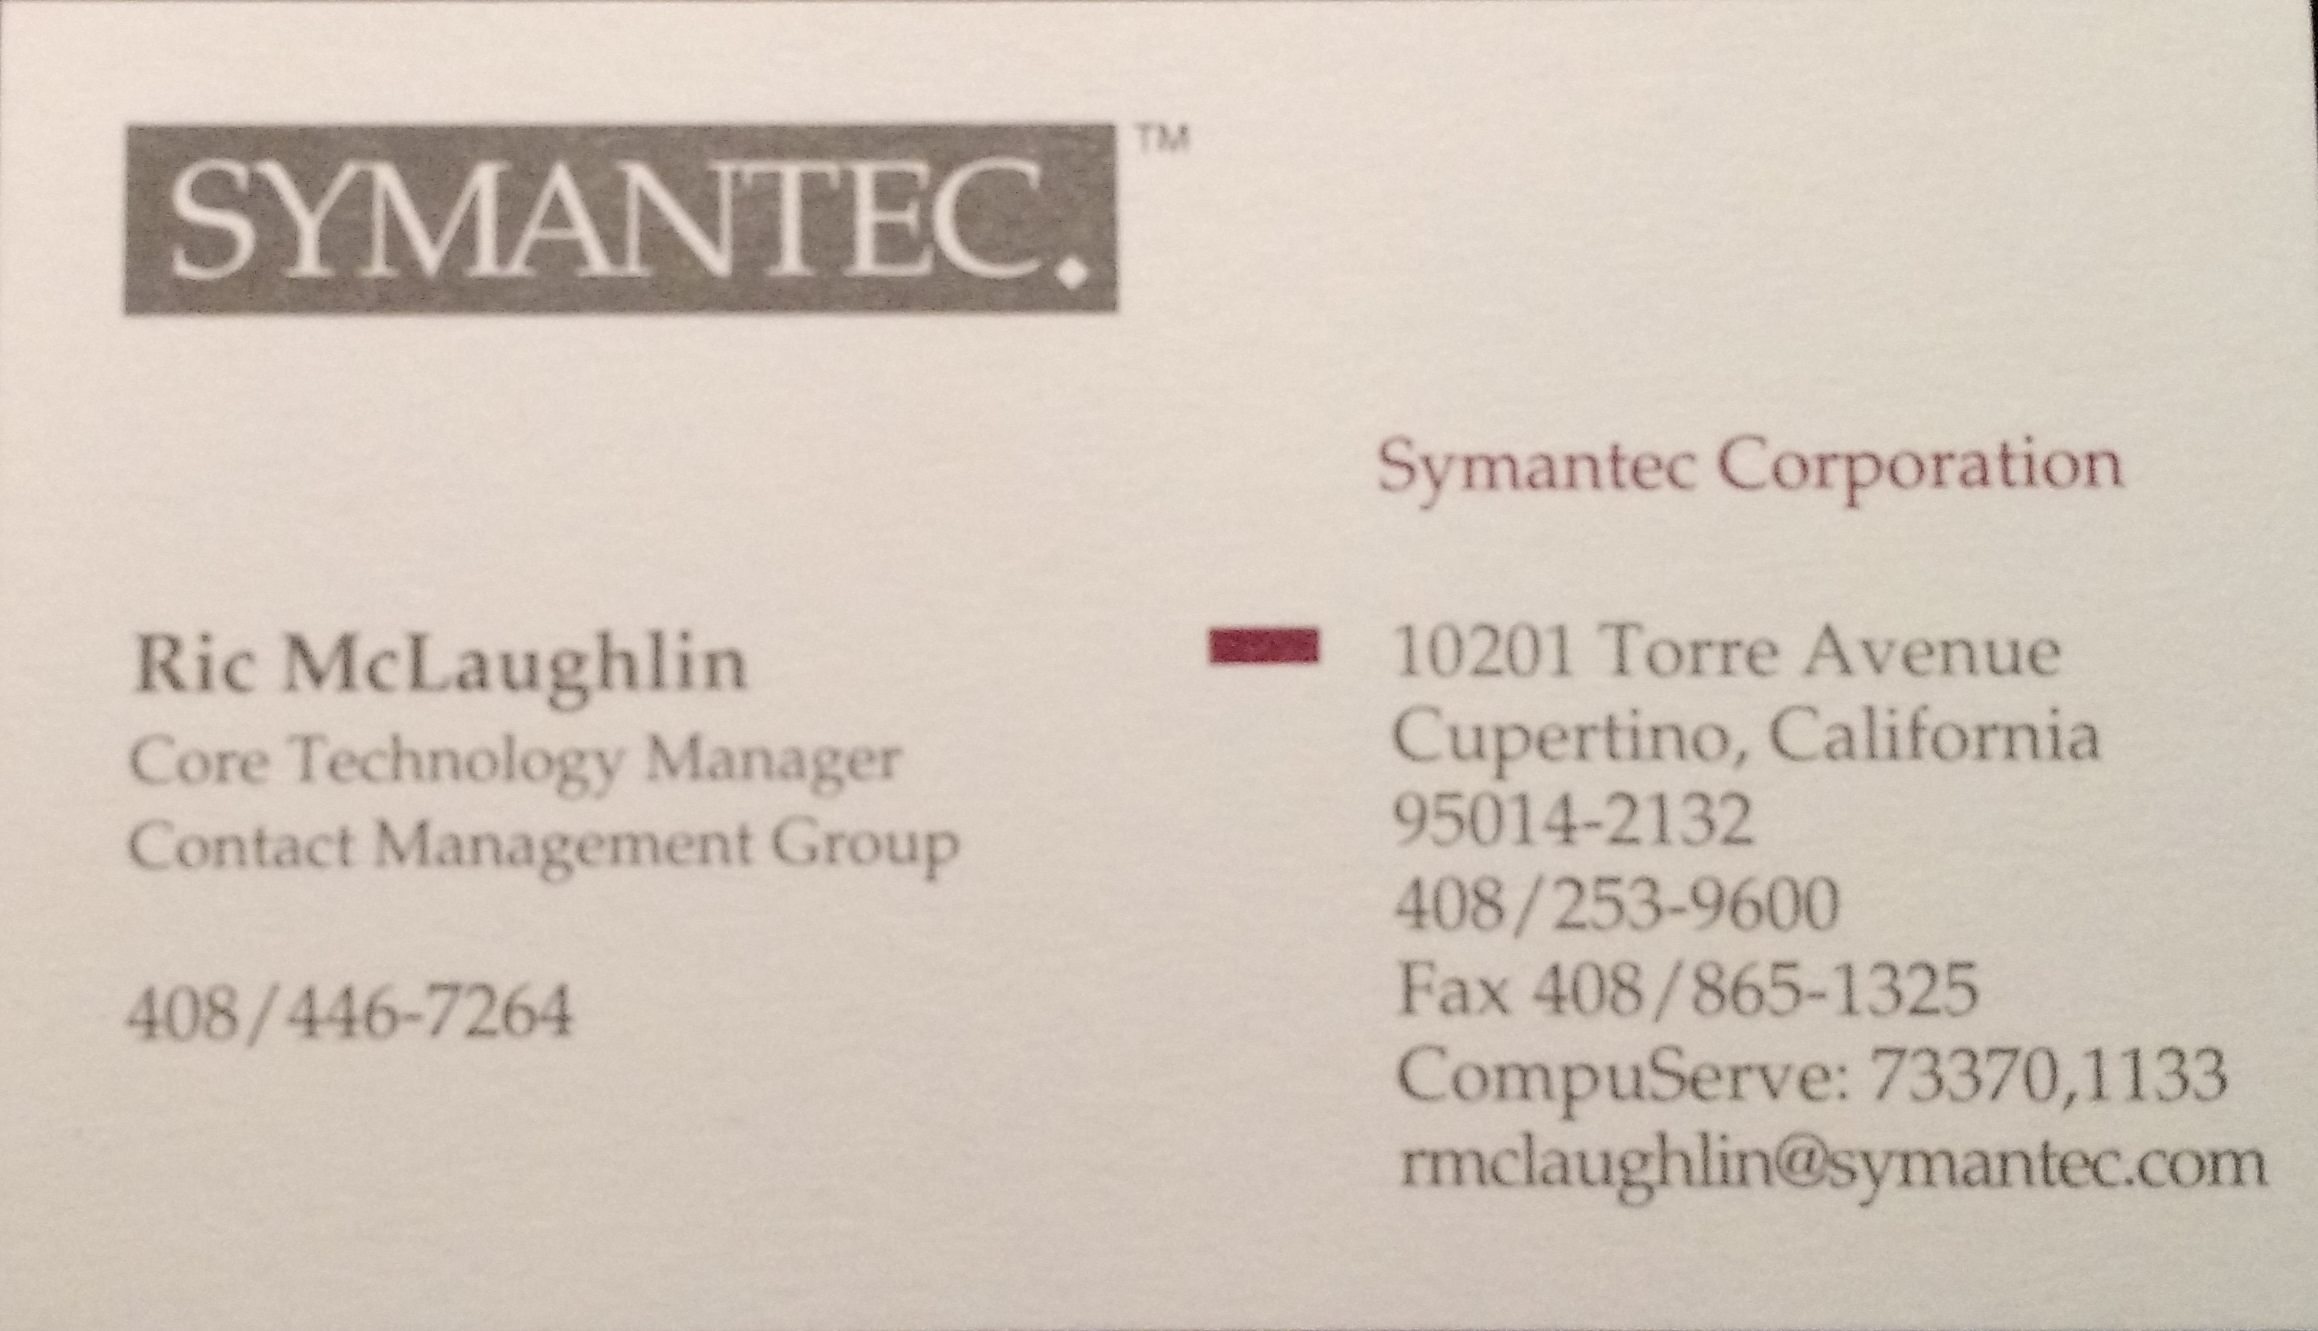 SYMANTEC.™
Symantec Corporation
Ric McLaughlin
Core Technology Manager
Contact Management Group
408/446-7264
10201 Torre Avenue
Cupertino, California
95014-2132
408/253-9600
Fax 408/865-1325
CompuServe: 73370,1133
rmclaughlin@symantec.com